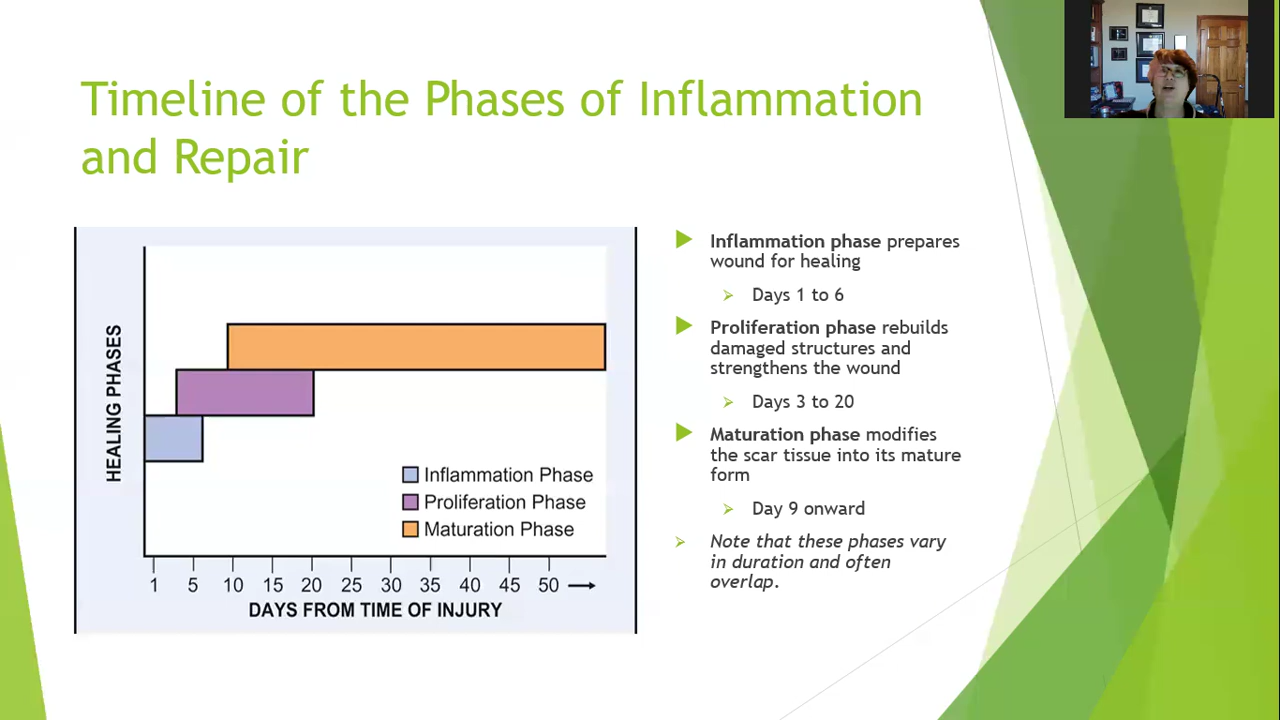 Timeline of the Phases of Inflammation
and Repair
HEALING PHASES
Inflammation Phase
Proliferation Phase
Maturation Phase
1 5 10 15 20 25 30 35 40 45 50
DAYS FROM TIME OF INJURY
Inflammation phase prepares
wound for healing
Days 1 to 6
Proliferation phase rebuilds
damaged structures and
strengthens the wound
Days 3 to 20
Maturation phase modifies
the scar tissue into its mature
form
Day 9 onward
Note that these phases vary
in duration and often
overlap.